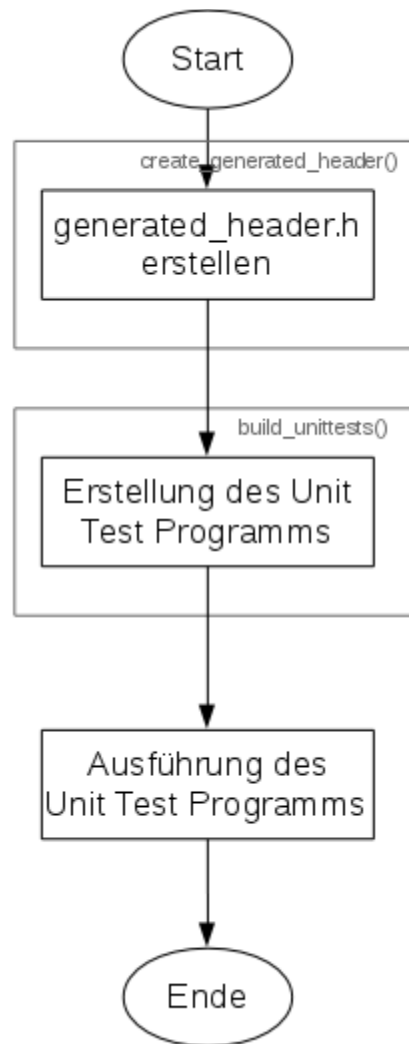 Start
create_generated_header()
generated_header.h
erstellen
build_unittests()
Erstellung des Unit
Test Programms
Ausführung des
Unit Test Programms
Ende